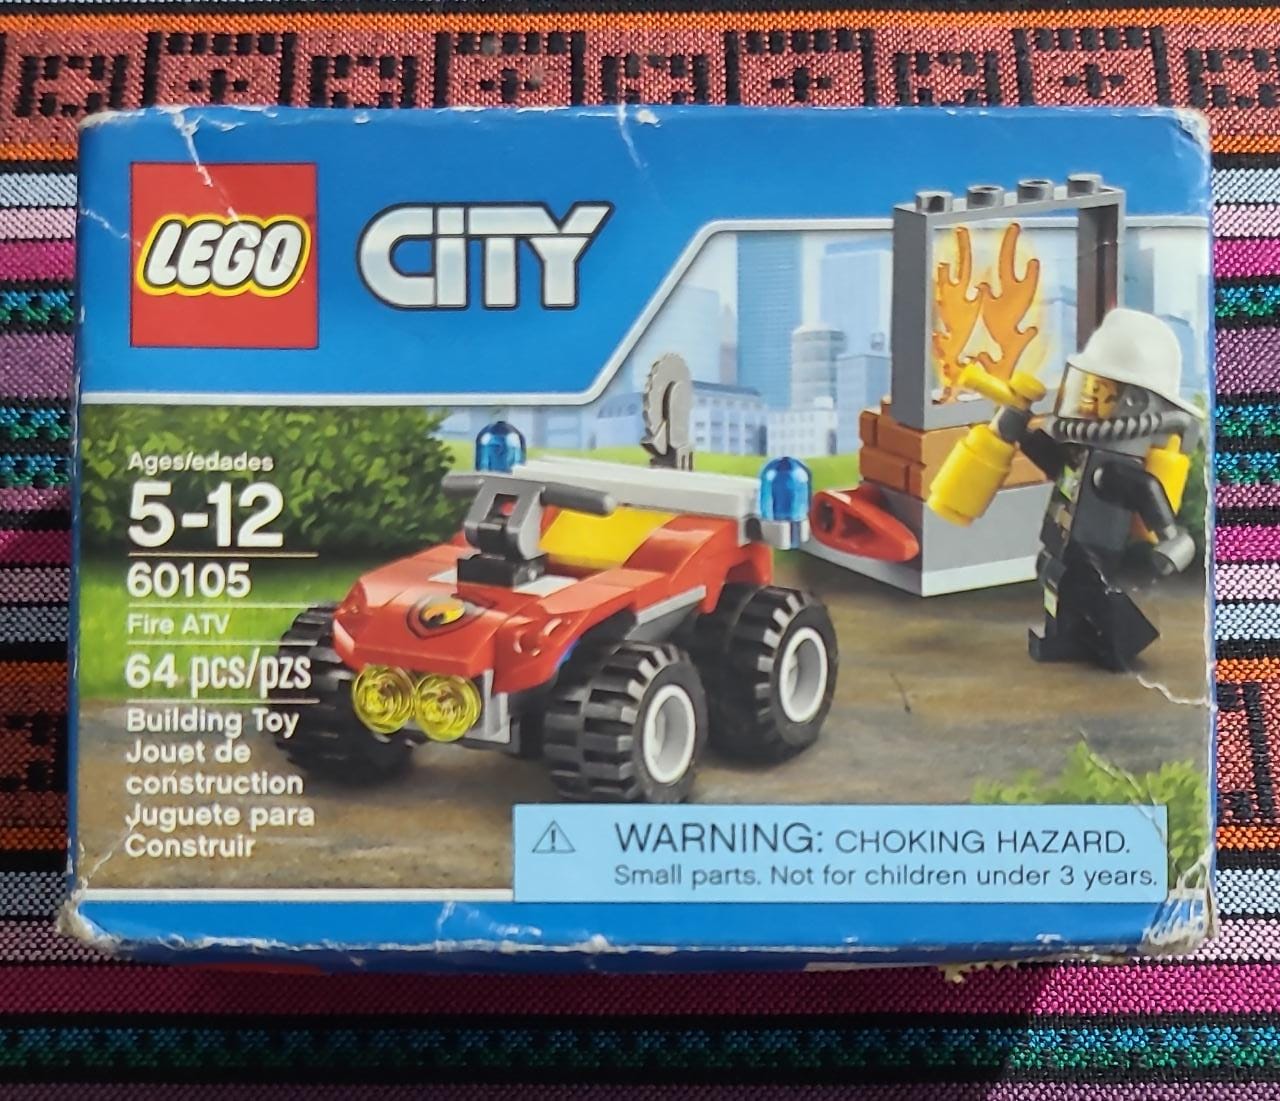 LEGO
CITY
Ages/edades
5-12
60105
Fire ATV
64 pcs/pzs
Building Toy
Jouet de
construction
Juguete para
Construir
⚠ WARNING: CHOKING HAZARD.
Small parts. Not for children under 3 years.